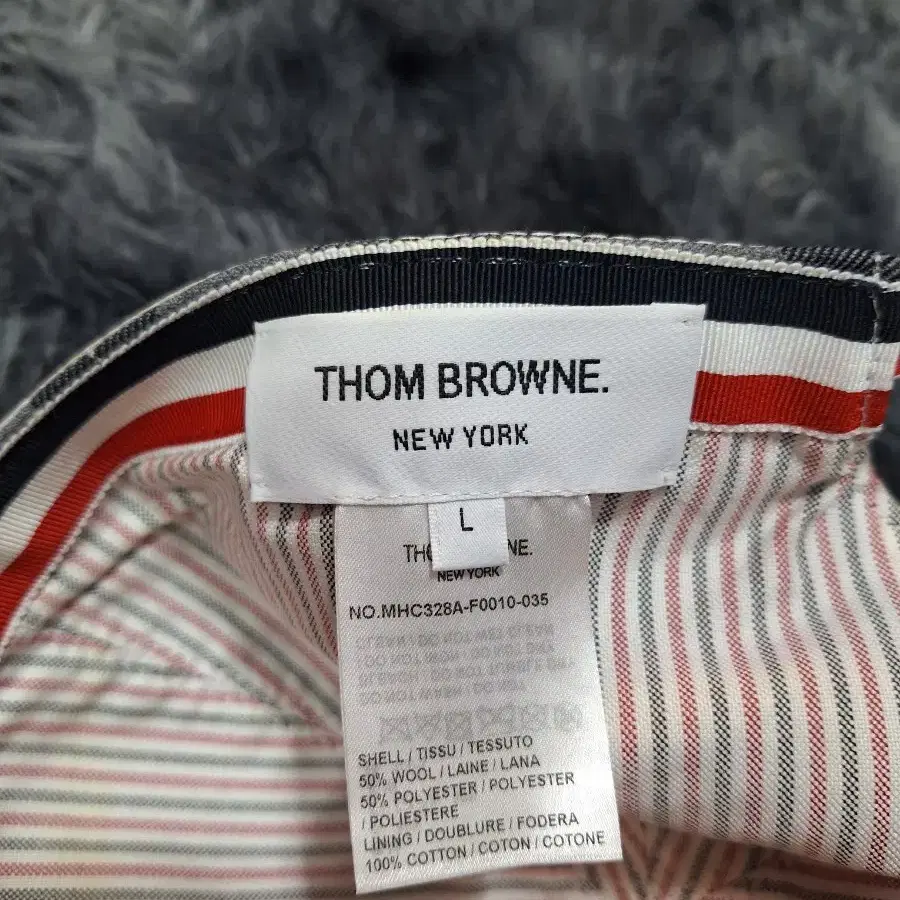 THOM BROWNE.
NEW YORK
L
NE.
NEW YORK
NO.MHC328A-F0010-035
SHELL / TISSU / TESSUTO
50% WOOL / LAINE / LANA
50% POLYESTER / POLYESTER
/ POLIESTERE
LINING / DOUBLURE / FODERA
100% COTTON / COTON / COTONE